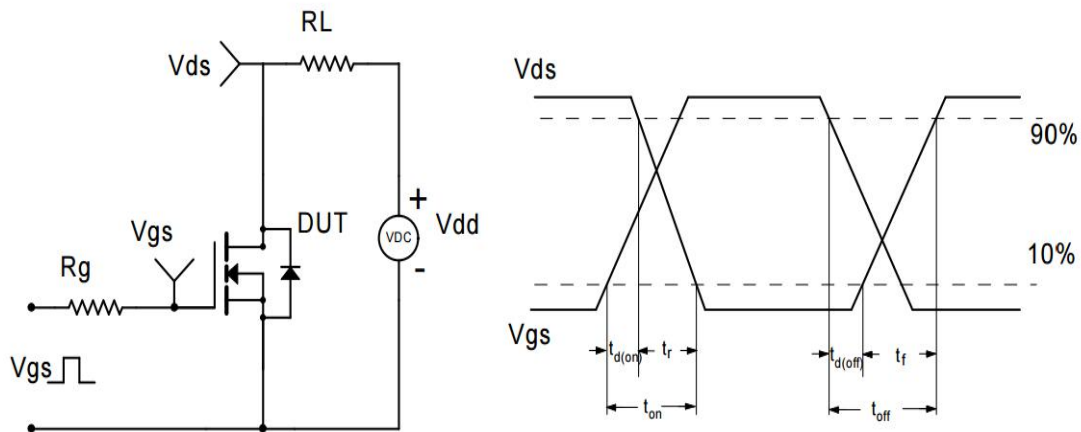 RL
Vds
Vgs
DUT
+
VDC
Vdd
-
Rg
Vgs
Vds
90%
10%
Vgs
td(on)
tr
td(off)
tf
ton
toff